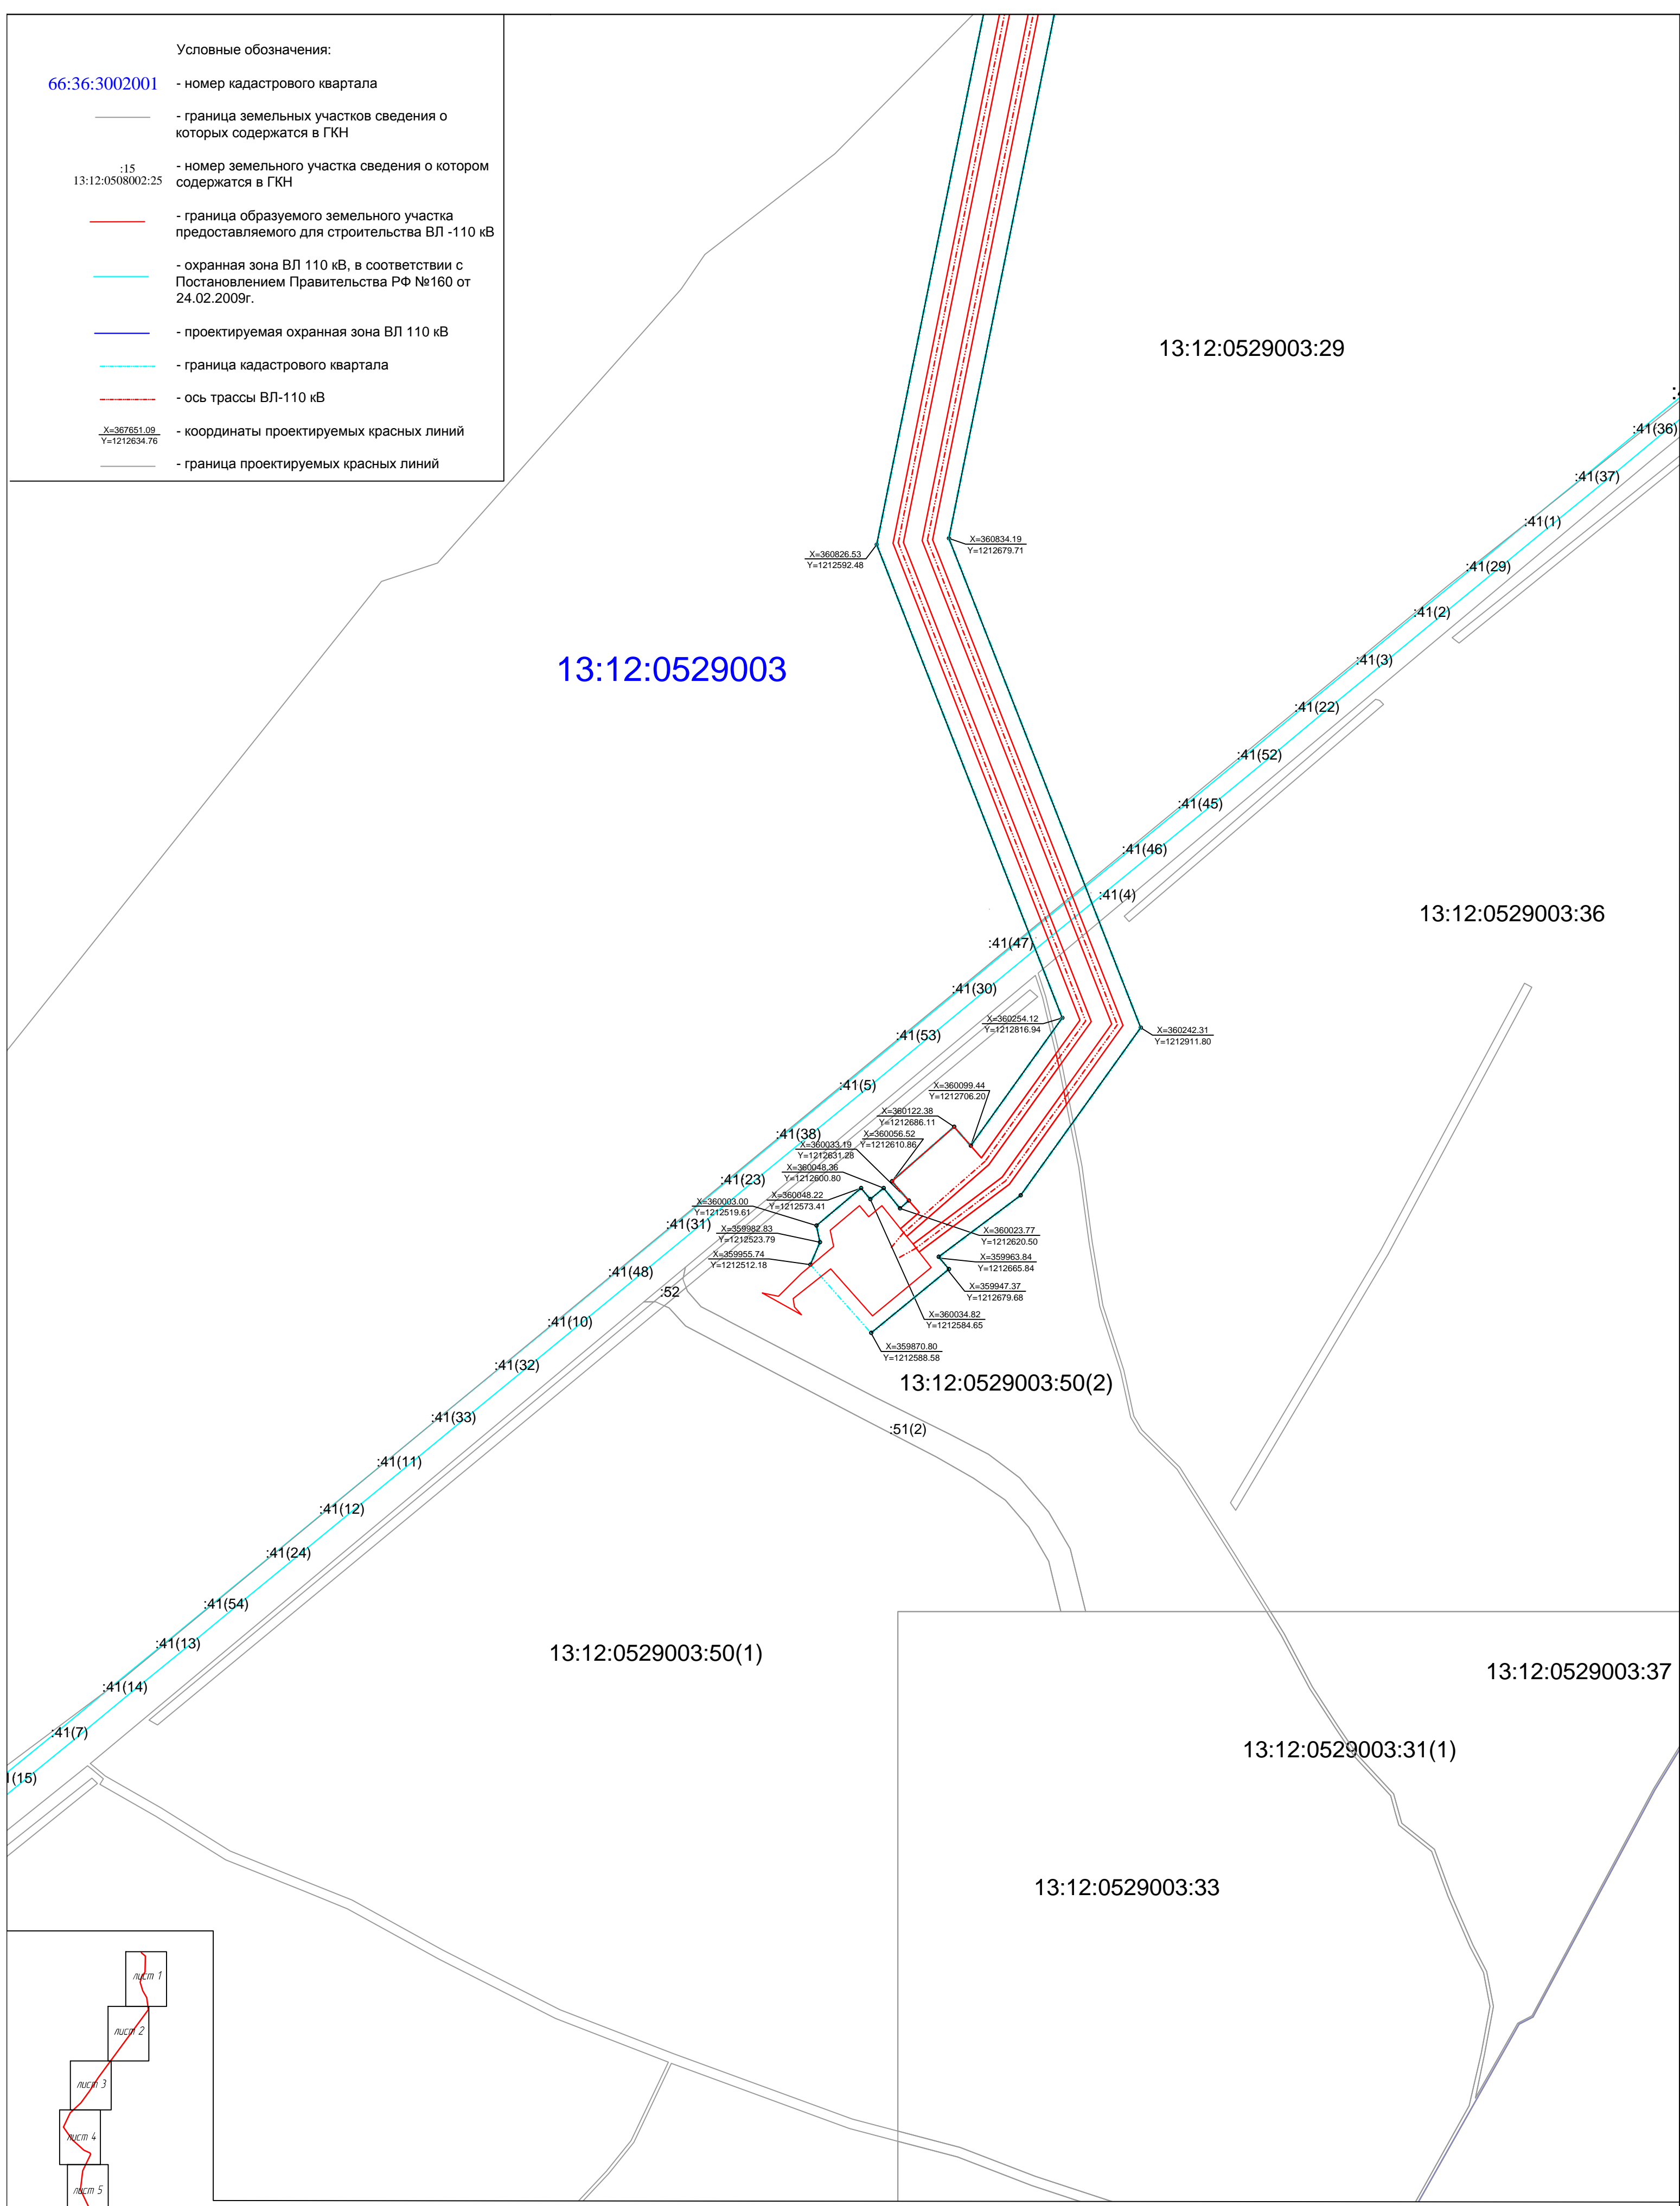 Условные обозначения:
66:36:3002001 - номер кадастрового квартала
- граница земельных участков сведения о
которых содержатся в ГКН
:15
13:12:0508002:25
- номер земельного участка сведения о котором
содержатся в ГКН
- граница образуемого земельного участка
предоставляемого для строительства ВЛ -110 кВ
- охранная зона ВЛ 110 кВ, в соответствии с
Постановлением Правительства РФ №160 от
24.02.2009г.
- проектируемая охранная зона ВЛ 110 кВ
- граница кадастрового квартала
- ось трассы ВЛ-110 кВ
X=367651.09
Y=1212634.76
- координаты проектируемых красных линий
- граница проектируемых красных линий
13:12:0529003:29
:41(36)
:41(37)
:41(1)
X=360834.19
Y=1212679.71
X=360826.53
Y=1212592.48
:41(29)
:41(2)
13:12:0529003
:41(3)
:41(22)
:41(52)
:41(45)
:41(46)
:41(4)
13:12:0529003:36
:41(47)
:41(30)
X=360254.12
Y=1212816.94
X=360242.31
Y=1212911.80
:41(53)
:41(5)
X=360099.44
Y=1212706.20
X=360122.38
Y=1212686.11
:41(38)
X=360056.52
Y=1212610.86
X=360033.19
Y=1212631.28
X=360048.36
Y=1212600.80
:41(23)
X=360048.22
Y=1212573.41
X=360003.00
Y=1212519.61
:41(31)
X=359982.83
Y=1212523.79
X=360023.77
Y=1212620.50
X=359955.74
Y=1212512.18
X=359963.84
Y=1212665.84
:41(48)
:52
X=359947.37
Y=1212679.68
X=360034.82
Y=1212584.65
:41(10)
X=359870.80
Y=1212588.58
:41(32)
13:12:0529003:50(2)
:41(33)
:51(2)
:41(11)
:41(12)
:41(24)
:41(54)
:41(13)
13:12:0529003:50(1)
13:12:0529003:37
:41(14)
:41(7)
13:12:0529003:31(1)
1(15)
13:12:0529003:33
лист 1
лист 2
лист 3
лист 4
лист 5